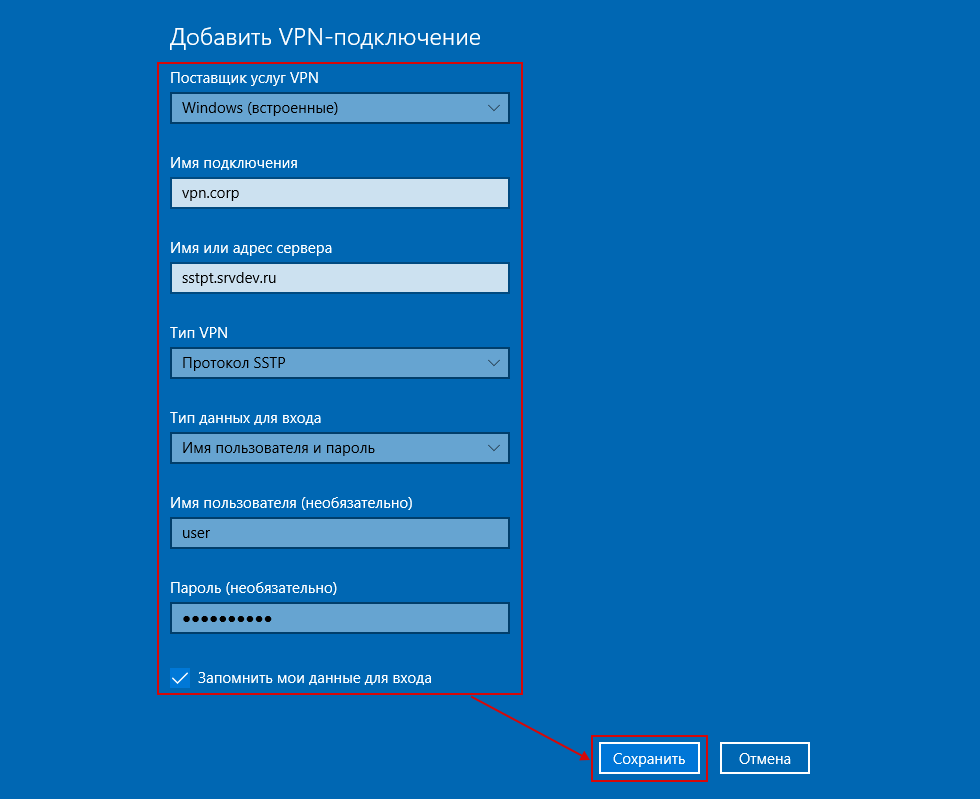 Добавить VPN-подключение
Поставщик услуг VPN
Windows (встроенные)
Имя подключения
vpn.corp
Имя или адрес сервера
sstpt.srvdev.ru
Тип VPN
Протокол SSTP
Тип данных для входа
Имя пользователя и пароль
Имя пользователя (необязательно)
user
Пароль (необязательно)
●●●●●●●●●●
Запомнить мои данные для входа
Сохранить
Отмена